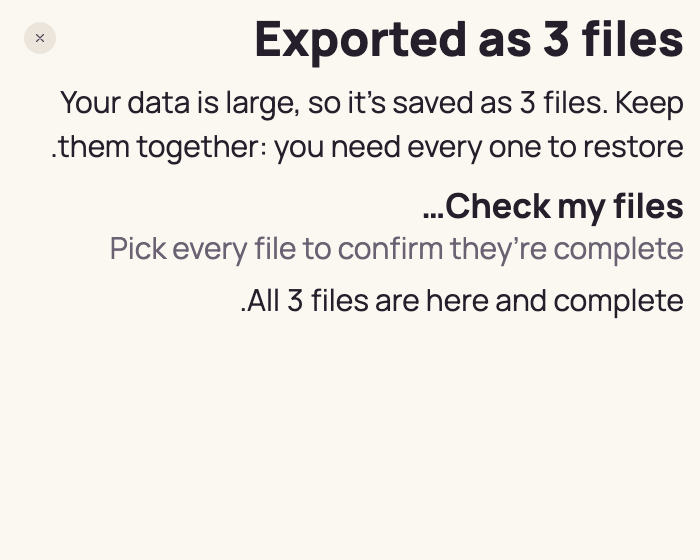 Exported as 3 files
Your data is large, so it's saved as 3 files. Keep
them together: you need every one to restore.
Check my files…
Pick every file to confirm they're complete
All 3 files are here and complete.